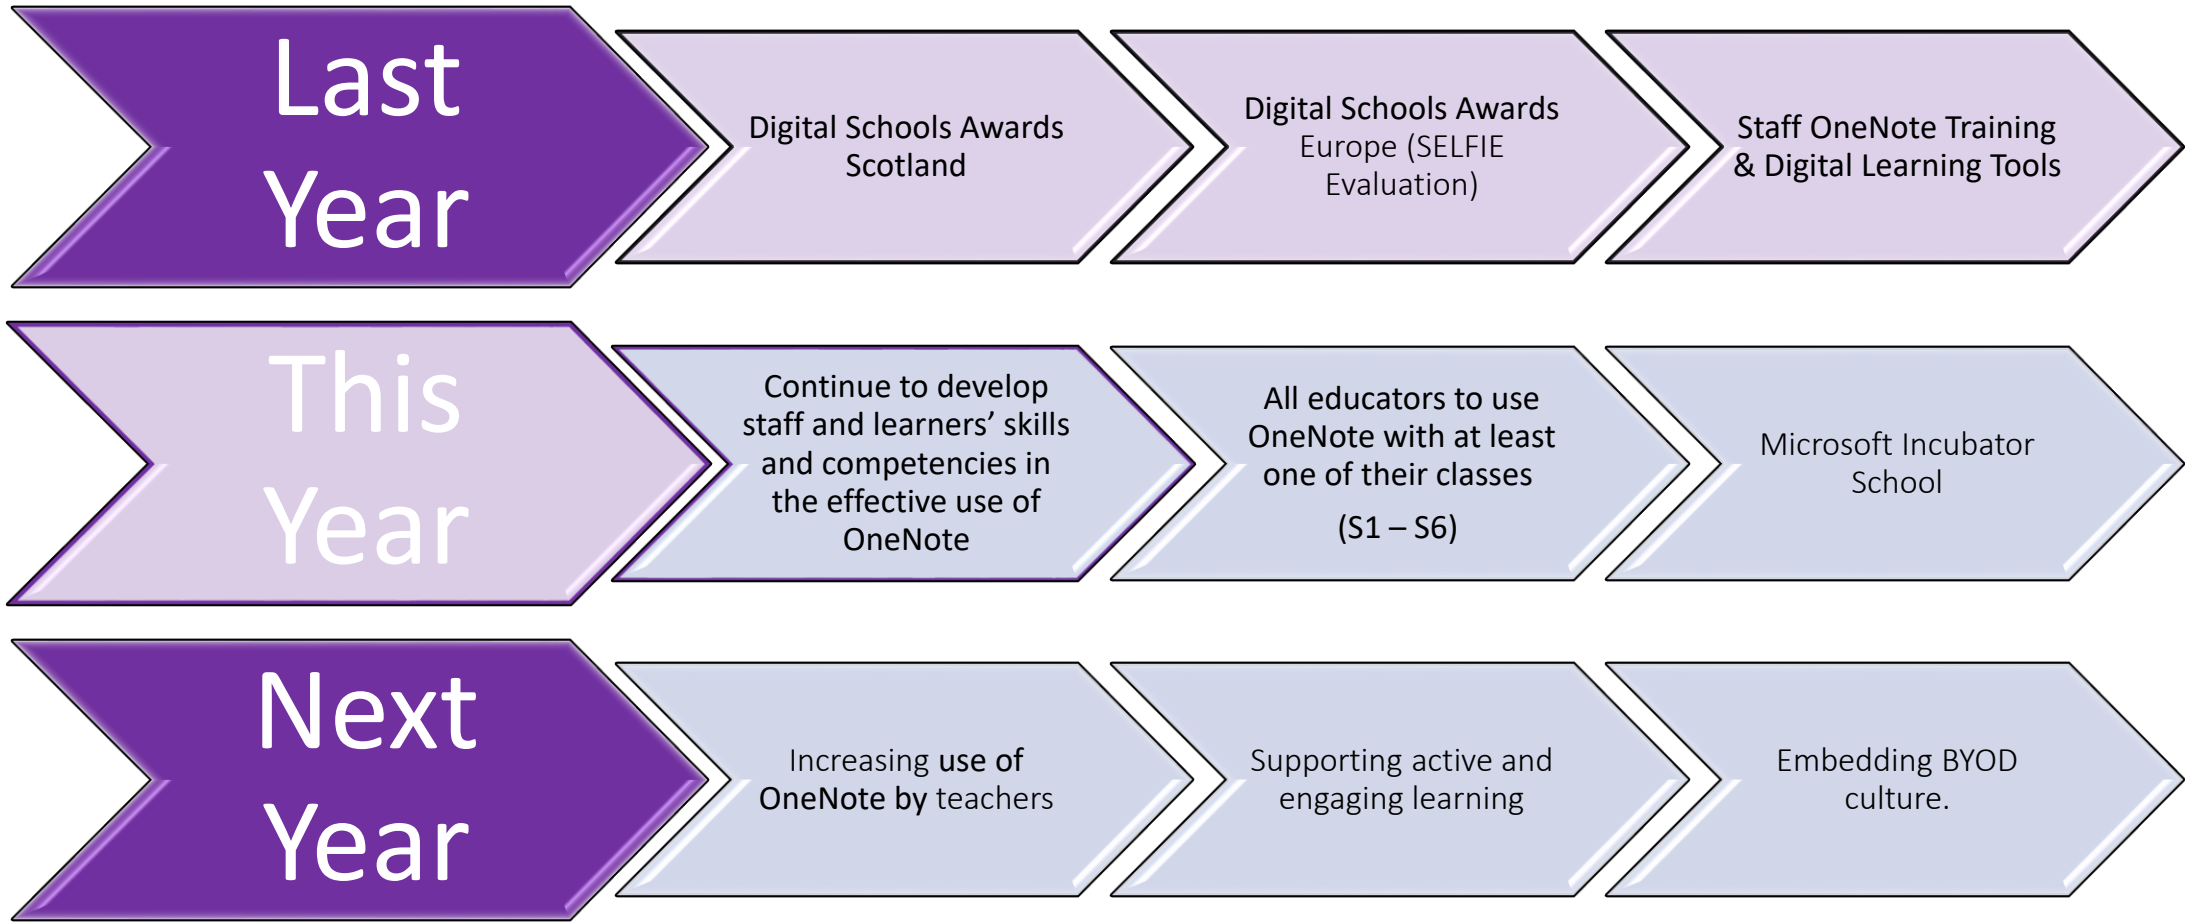 Last
Year
Digital Schools Awards
Scotland
Digital Schools Awards
Europe (SELFIE
Evaluation)
Staff OneNote Training
& Digital Learning Tools
This
Year
Continue to develop
staff and learners’ skills
and competencies in
the effective use of
OneNote
All educators to use
OneNote with at least
one of their classes
(S1 – S6)
Microsoft Incubator
School
Next
Year
Increasing use of
OneNote by teachers
Supporting active and
engaging learning
Embedding BYOD
culture.